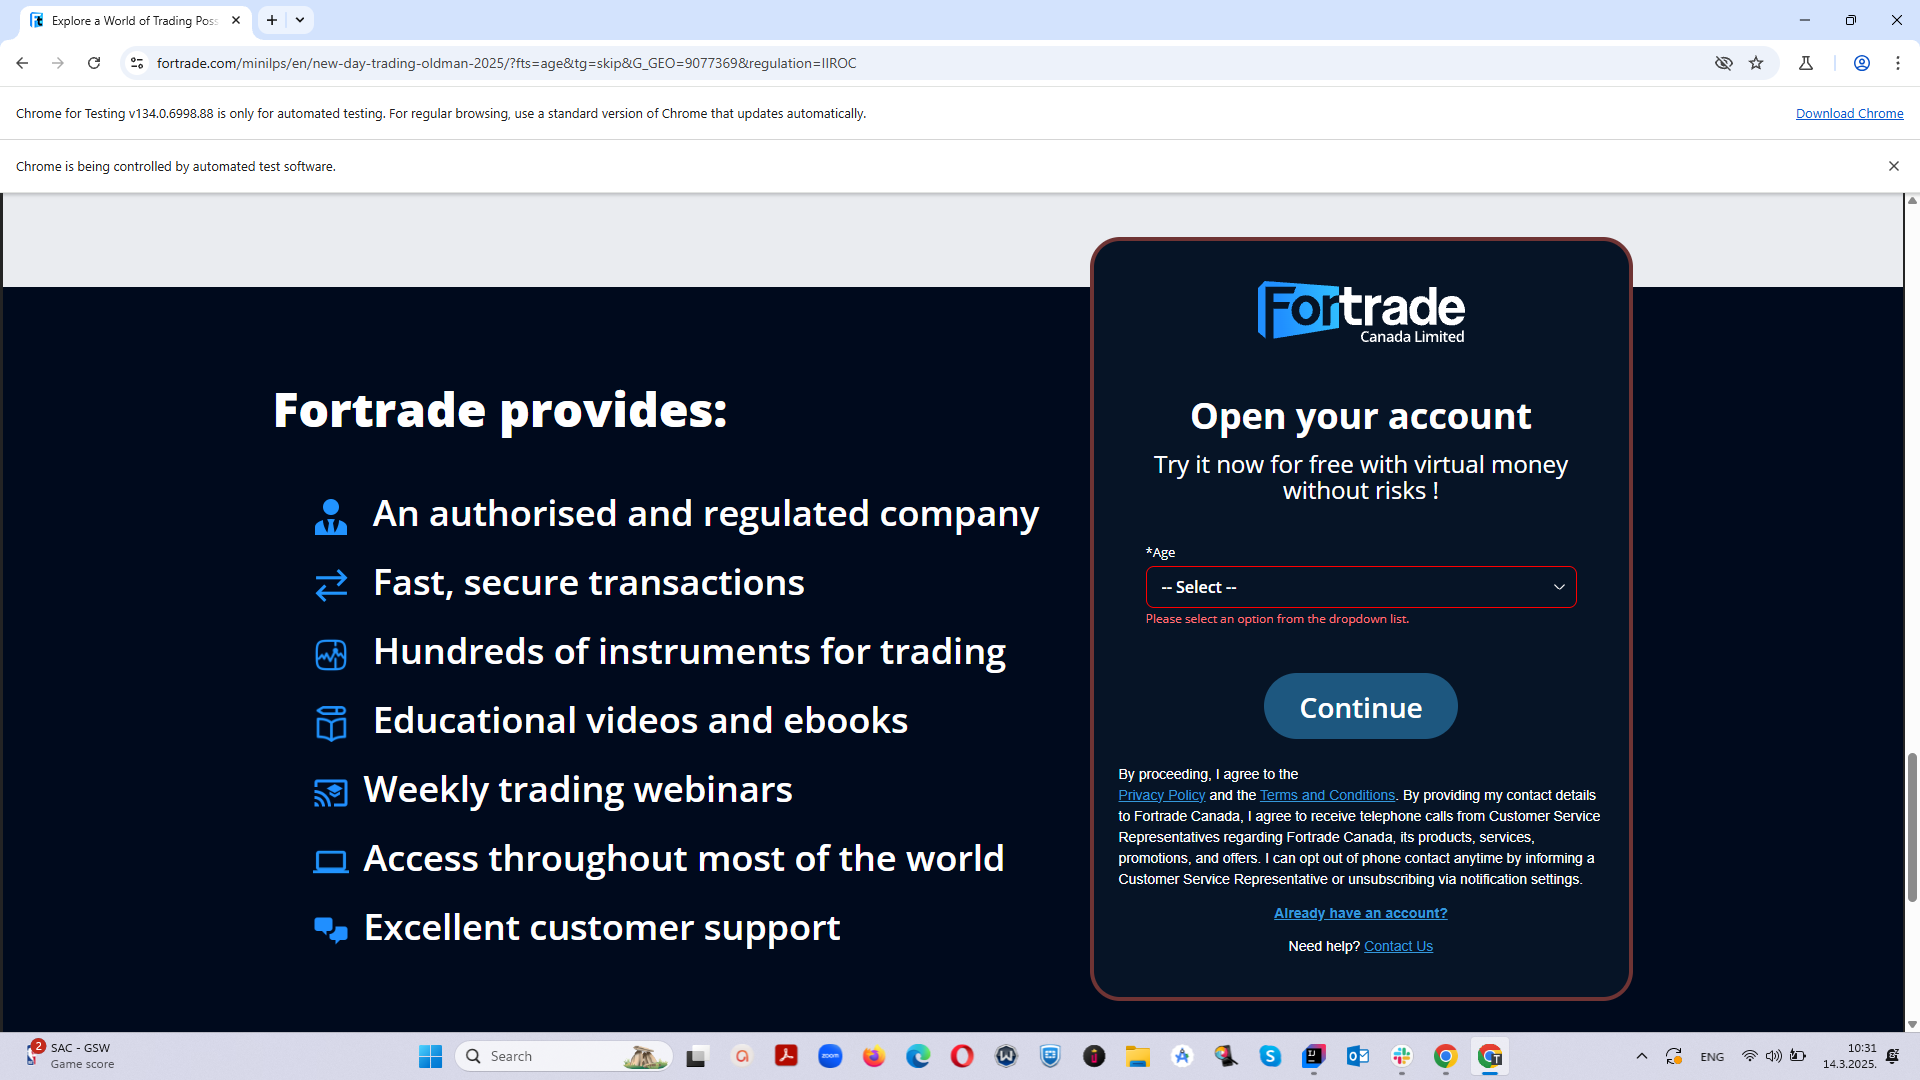 Explore a World of Trading Poss
fortrade.com/minilps/en/new-day-trading-oldman-2025/?fts=age&tg=skip&G_GEO=9077369&regulation=IIROC
Chrome for Testing v134.0.6998.88 is only for automated testing. For regular browsing, use a standard version of Chrome that updates automatically.
Download Chrome
Chrome is being controlled by automated test software.
Fortrade provides:
An authorised and regulated company
Fast, secure transactions
Hundreds of instruments for trading
Educational videos and ebooks
Weekly trading webinars
Access throughout most of the world
Excellent customer support
Fortrade
Canada Limited
Open your account
Try it now for free with virtual money
without risks !
*Age
-- Select --
Please select an option from the dropdown list.
Continue
By proceeding, I agree to the
Privacy Policy and the Terms and Conditions. By providing my contact details
to Fortrade Canada, I agree to receive telephone calls from Customer Service
Representatives regarding Fortrade Canada, its products, services,
promotions, and offers. I can opt out of phone contact anytime by informing a
Customer Service Representative or unsubscribing via notification settings.
Already have an account?
Need help? Contact Us
2
SAC - GSW
Game score
Search
zoom
ENG
10:31
14.3.2025.